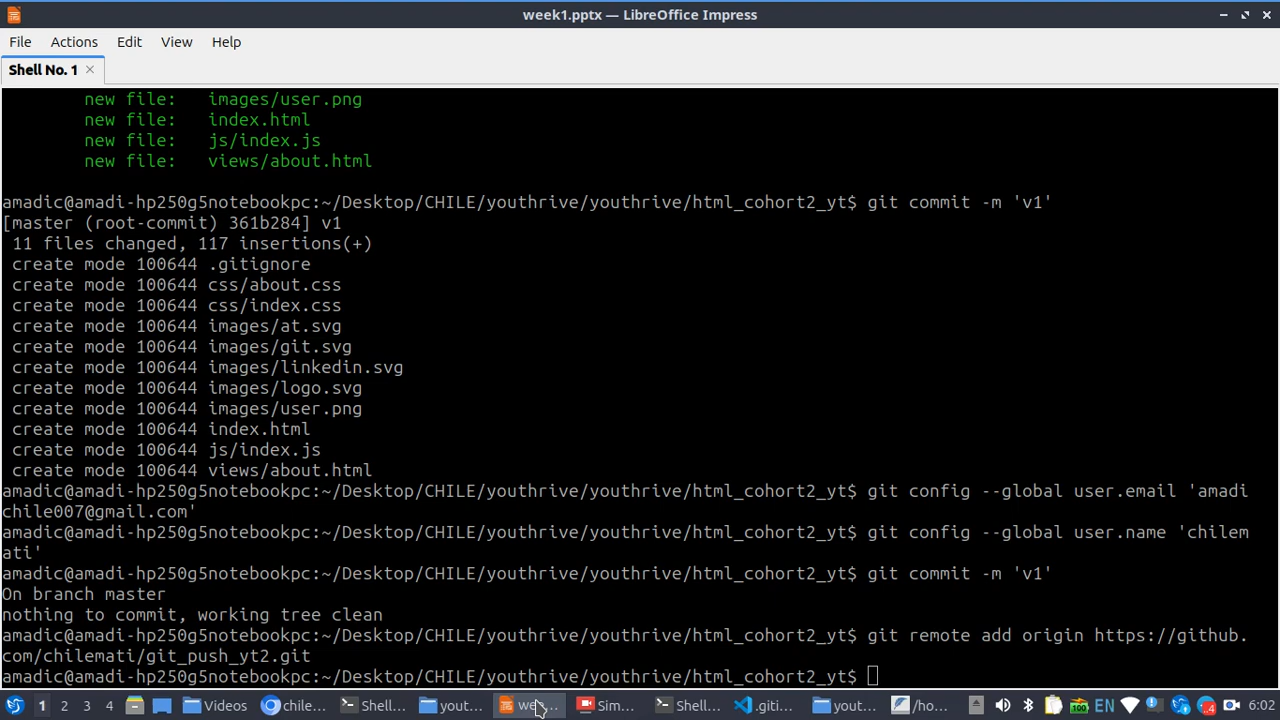 week1.pptx — LibreOffice Impress
File Actions Edit View Help
Shell No. 1
new file: images/user.png
new file: index.html
new file: js/index.js
new file: views/about.html
amadic@amadi-hp250g5notebookpc:~/Desktop/CHILE/youthrive/youthrive/html_cohort2_yt$ git commit -m 'v1'
[master (root-commit) 361b284] v1
11 files changed, 117 insertions(+)
create mode 100644 .gitignore
create mode 100644 css/about.css
create mode 100644 css/index.css
create mode 100644 images/at.svg
create mode 100644 images/git.svg
create mode 100644 images/linkedin.svg
create mode 100644 images/logo.svg
create mode 100644 images/user.png
create mode 100644 index.html
create mode 100644 js/index.js
create mode 100644 views/about.html
amadic@amadi-hp250g5notebookpc:~/Desktop/CHILE/youthrive/youthrive/html_cohort2_yt$ git config --global user.email 'amadi
chile007@gmail.com'
amadic@amadi-hp250g5notebookpc:~/Desktop/CHILE/youthrive/youthrive/html_cohort2_yt$ git config --global user.name 'chilem
ati'
amadic@amadi-hp250g5notebookpc:~/Desktop/CHILE/youthrive/youthrive/html_cohort2_yt$ git commit -m 'v1'
On branch master
nothing to commit, working tree clean
amadic@amadi-hp250g5notebookpc:~/Desktop/CHILE/youthrive/youthrive/html_cohort2_yt$ git remote add origin https://github.
com/chilemati/git_push_yt2.git
amadic@amadi-hp250g5notebookpc:~/Desktop/CHILE/youthrive/youthrive/html_cohort2_yt$
1 2 3 4 Videos chile... Shell... yout... Sim... Shell... .giti... yout... /ho... 100 EN 4 6:02